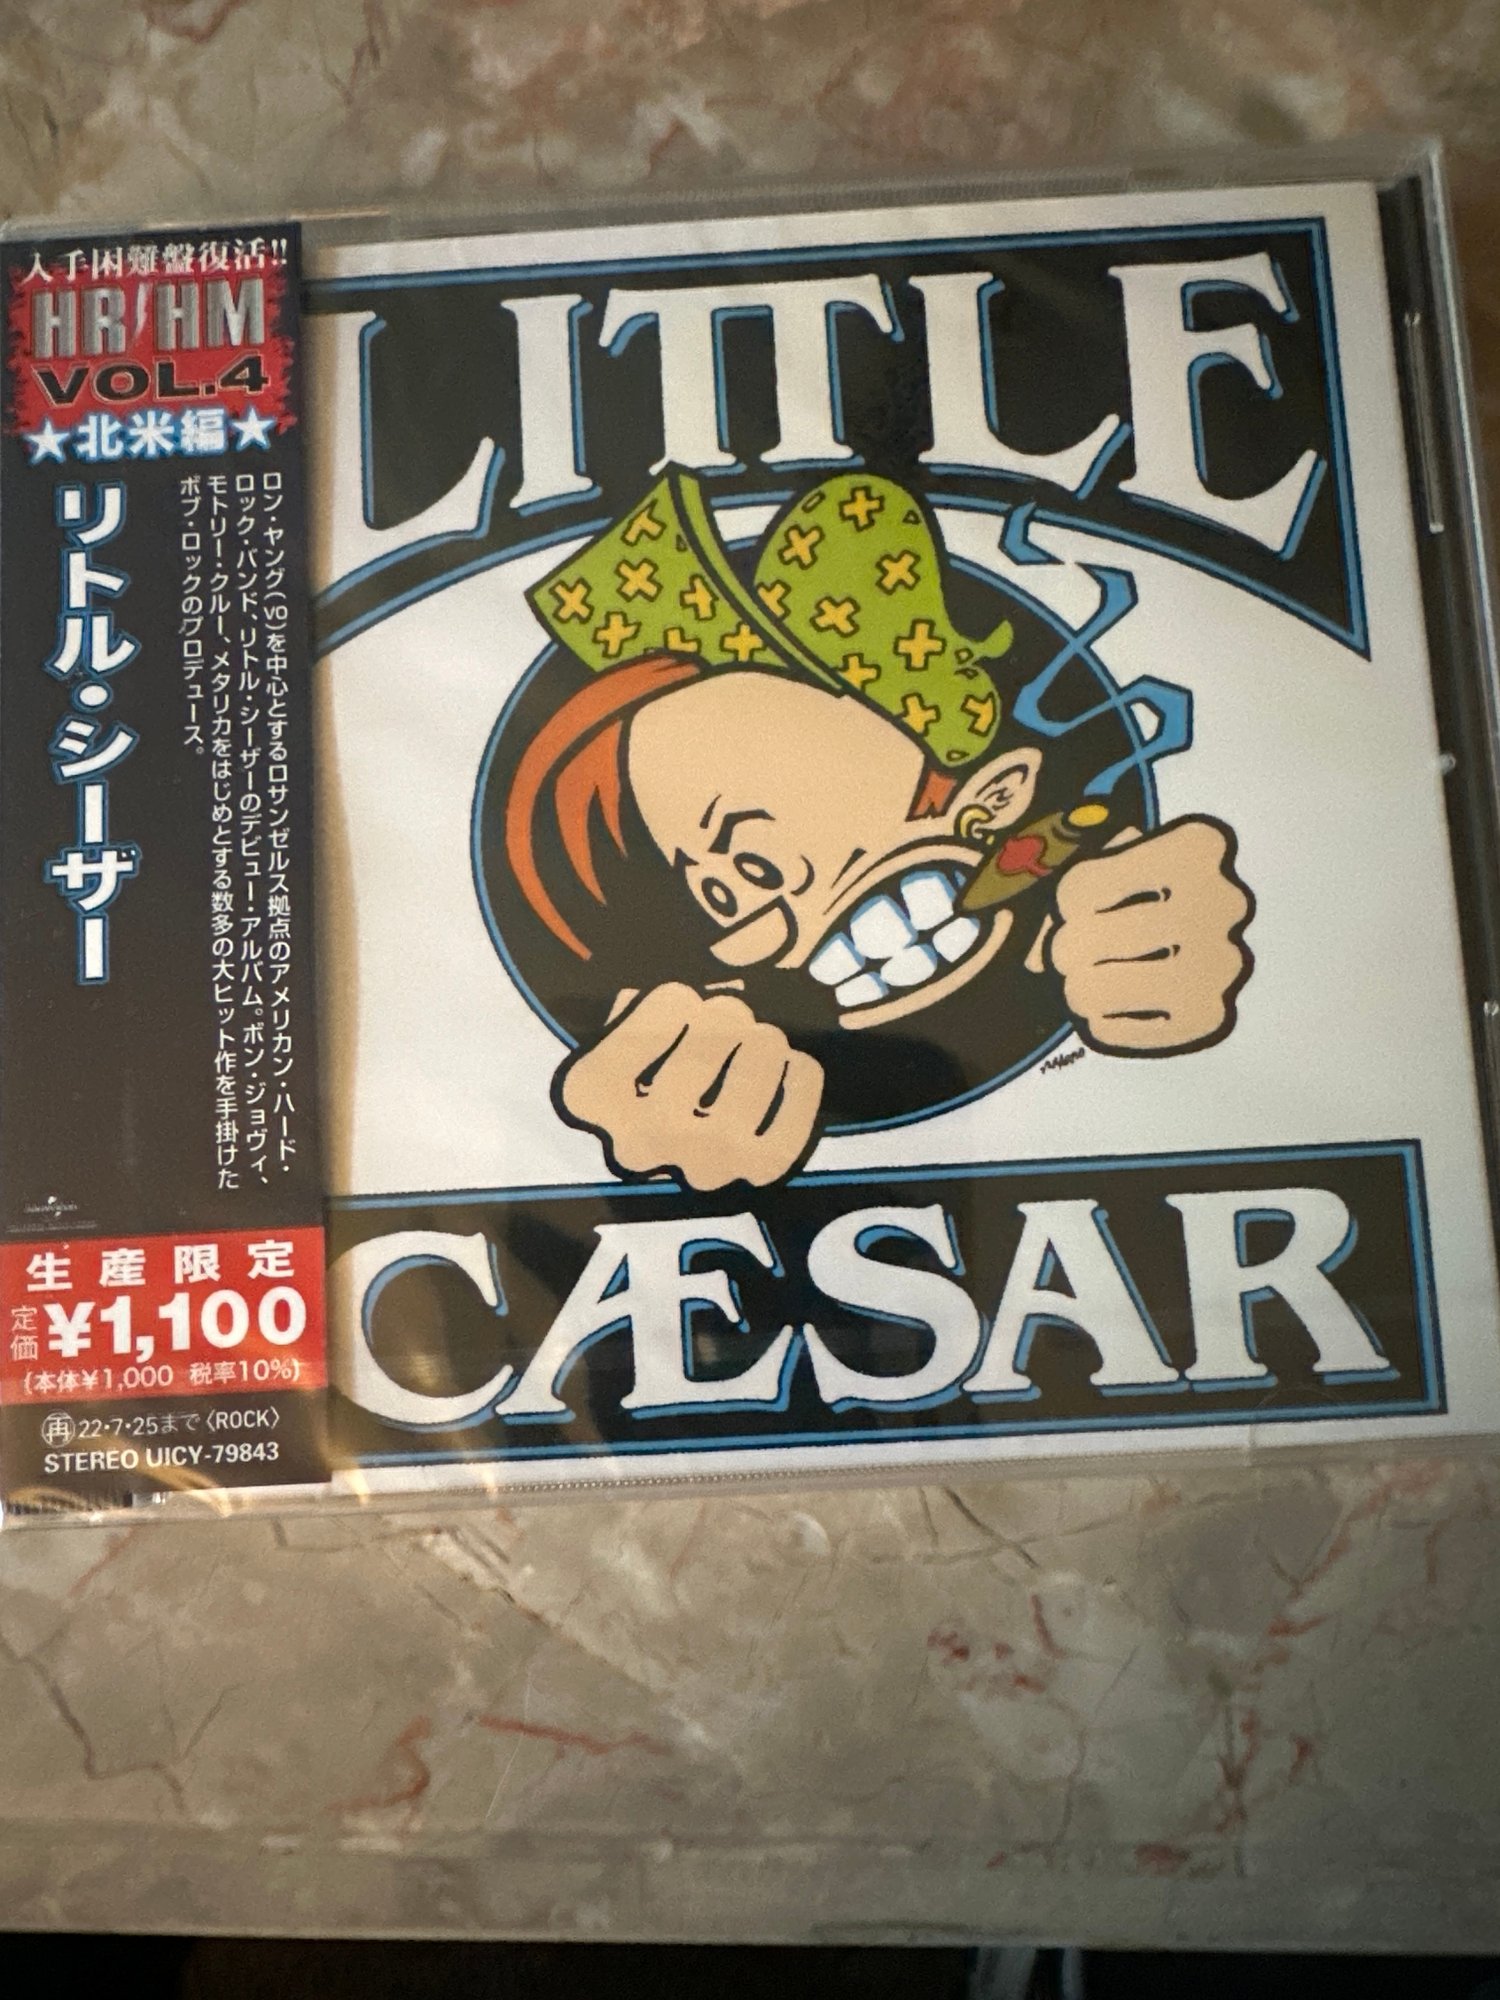 入手困難盤復活!!
HR/HM
VOL.4
★北米編★
リトル・シーザー
ロン・ヤング(vo)を中心とするロサンゼルス拠点のアメリカン・ハード・
ロック・バンド、リトル・シーザーのデビュー・アルバム。ボン・ジョヴィ、
モトリー・クルー、メタリカをはじめとする数多の大ヒット作を手掛けた
ボブ・ロックのプロデュース。
生産限定
定価 ¥1,100
(本体¥1,000 税率10%)
再 22・7・25まで〈ROCK〉
STEREO UICY-79843
LITTLE
CÆSAR